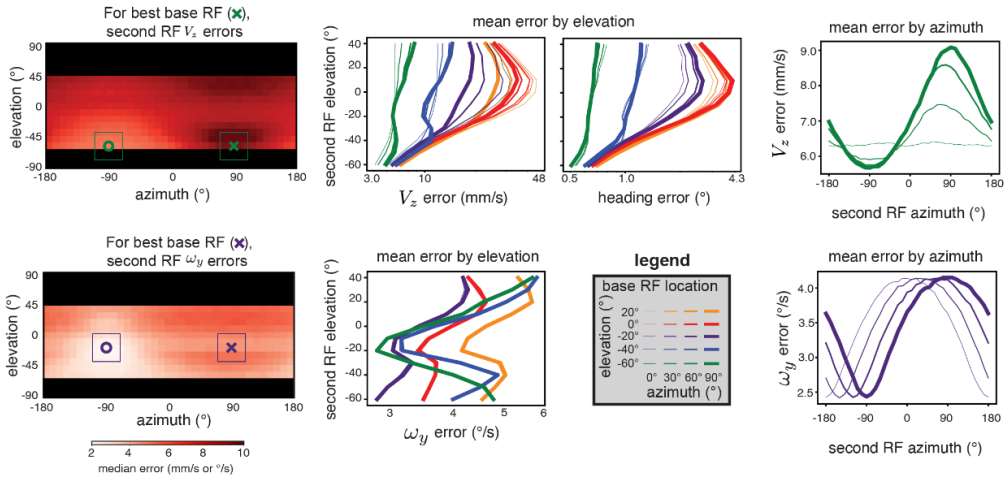 For best base RF (×),
second RF Vz errors
elevation (°)
90
45
0
-45
-90
-180
-90
0
90
180
azimuth (°)
mean error by elevation
second RF elevation (°)
40
20
0
-20
-40
-60
3.0
10
48
Vz error (mm/s)
0.5
1.0
4.3
heading error (°)
mean error by azimuth
Vz error (mm/s)
9.0
8.0
7.0
6.0
-180
-90
0
90
180
second RF azimuth (°)
For best base RF (×),
second RF ωy errors
elevation (°)
90
45
0
-45
-90
-180
-90
0
90
180
azimuth (°)
2
4
6
8
10
median error (mm/s or °/s)
mean error by elevation
second RF elevation (°)
40
20
0
-20
-40
-60
3
4
5
6
ωy error (°/s)
legend
base RF location
elevation (°)
20°
0°
-20°
-40°
-60°
0° 30° 60° 90°
azimuth (°)
mean error by azimuth
ωy error (°/s)
4.0
3.0
2.5
-180
-90
0
90
180
second RF azimuth (°)